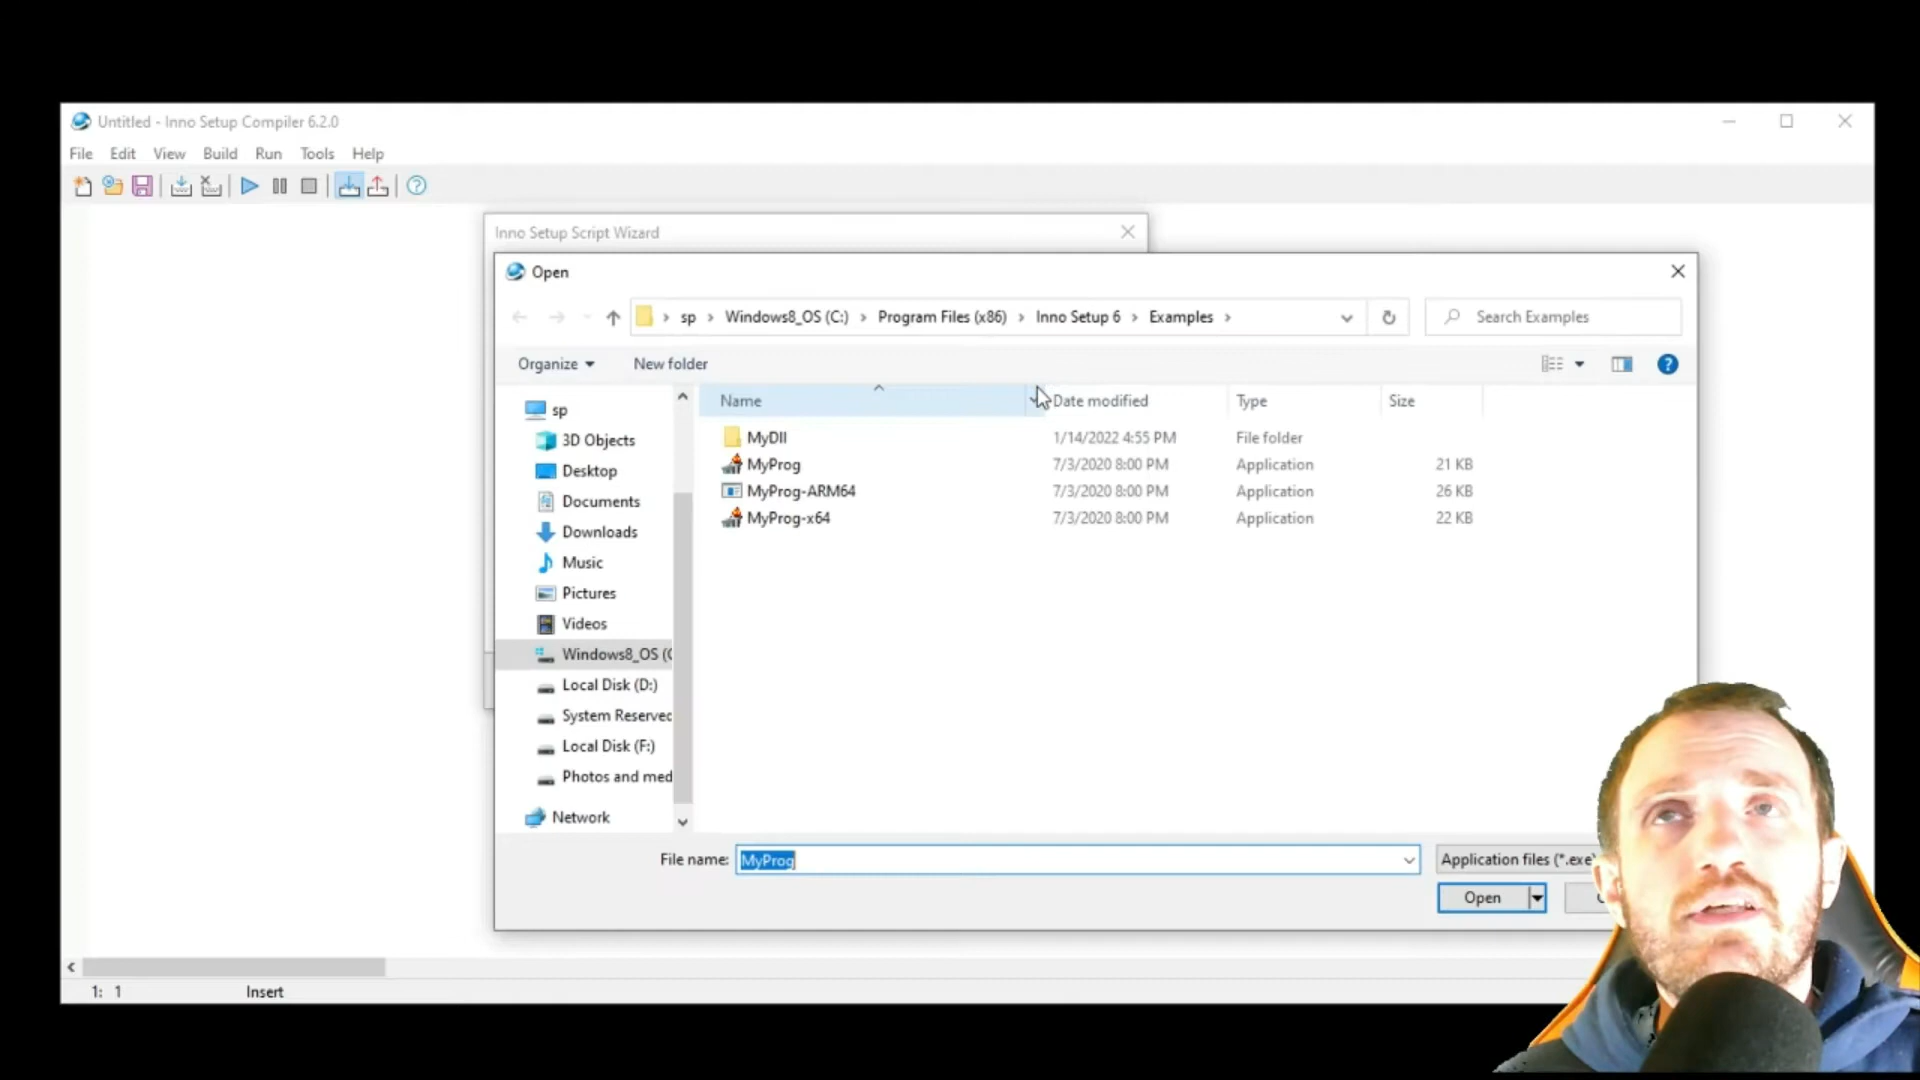 Untitled - Inno Setup Compiler 6.2.0
File Edit View Build Run Tools Help
Inno Setup Script Wizard
Open
sp > Windows8_OS (C:) > Program Files (x86) > Inno Setup 6 > Examples >
Search Examples
Organize New folder
Name Date modified Type Size
MyDll 1/14/2022 4:55 PM File folder
MyProg 7/3/2020 8:00 PM Application 21 KB
MyProg-ARM64 7/3/2020 8:00 PM Application 26 KB
MyProg-x64 7/3/2020 8:00 PM Application 22 KB
sp
3D Objects
Desktop
Documents
Downloads
Music
Pictures
Videos
Windows8_OS (C
Local Disk (D:)
System Reserved
Local Disk (F:)
Photos and med
Network
File name: MyProg Application files (*.exe)
Open
1: 1 Insert